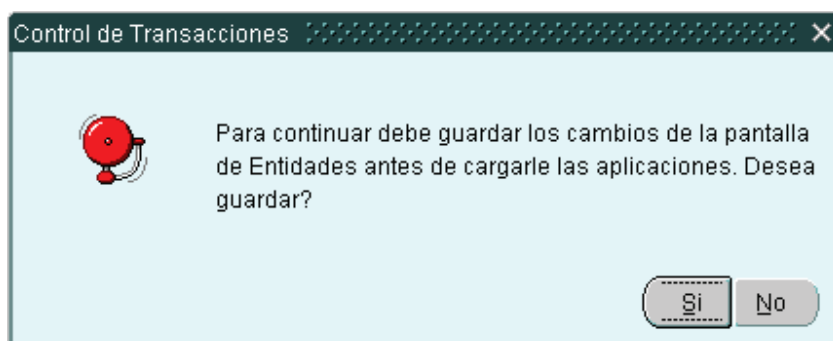 Control de Transacciones
Para continuar debe guardar los cambios de la pantalla
de Entidades antes de cargarle las aplicaciones. Desea
guardar?
Si No